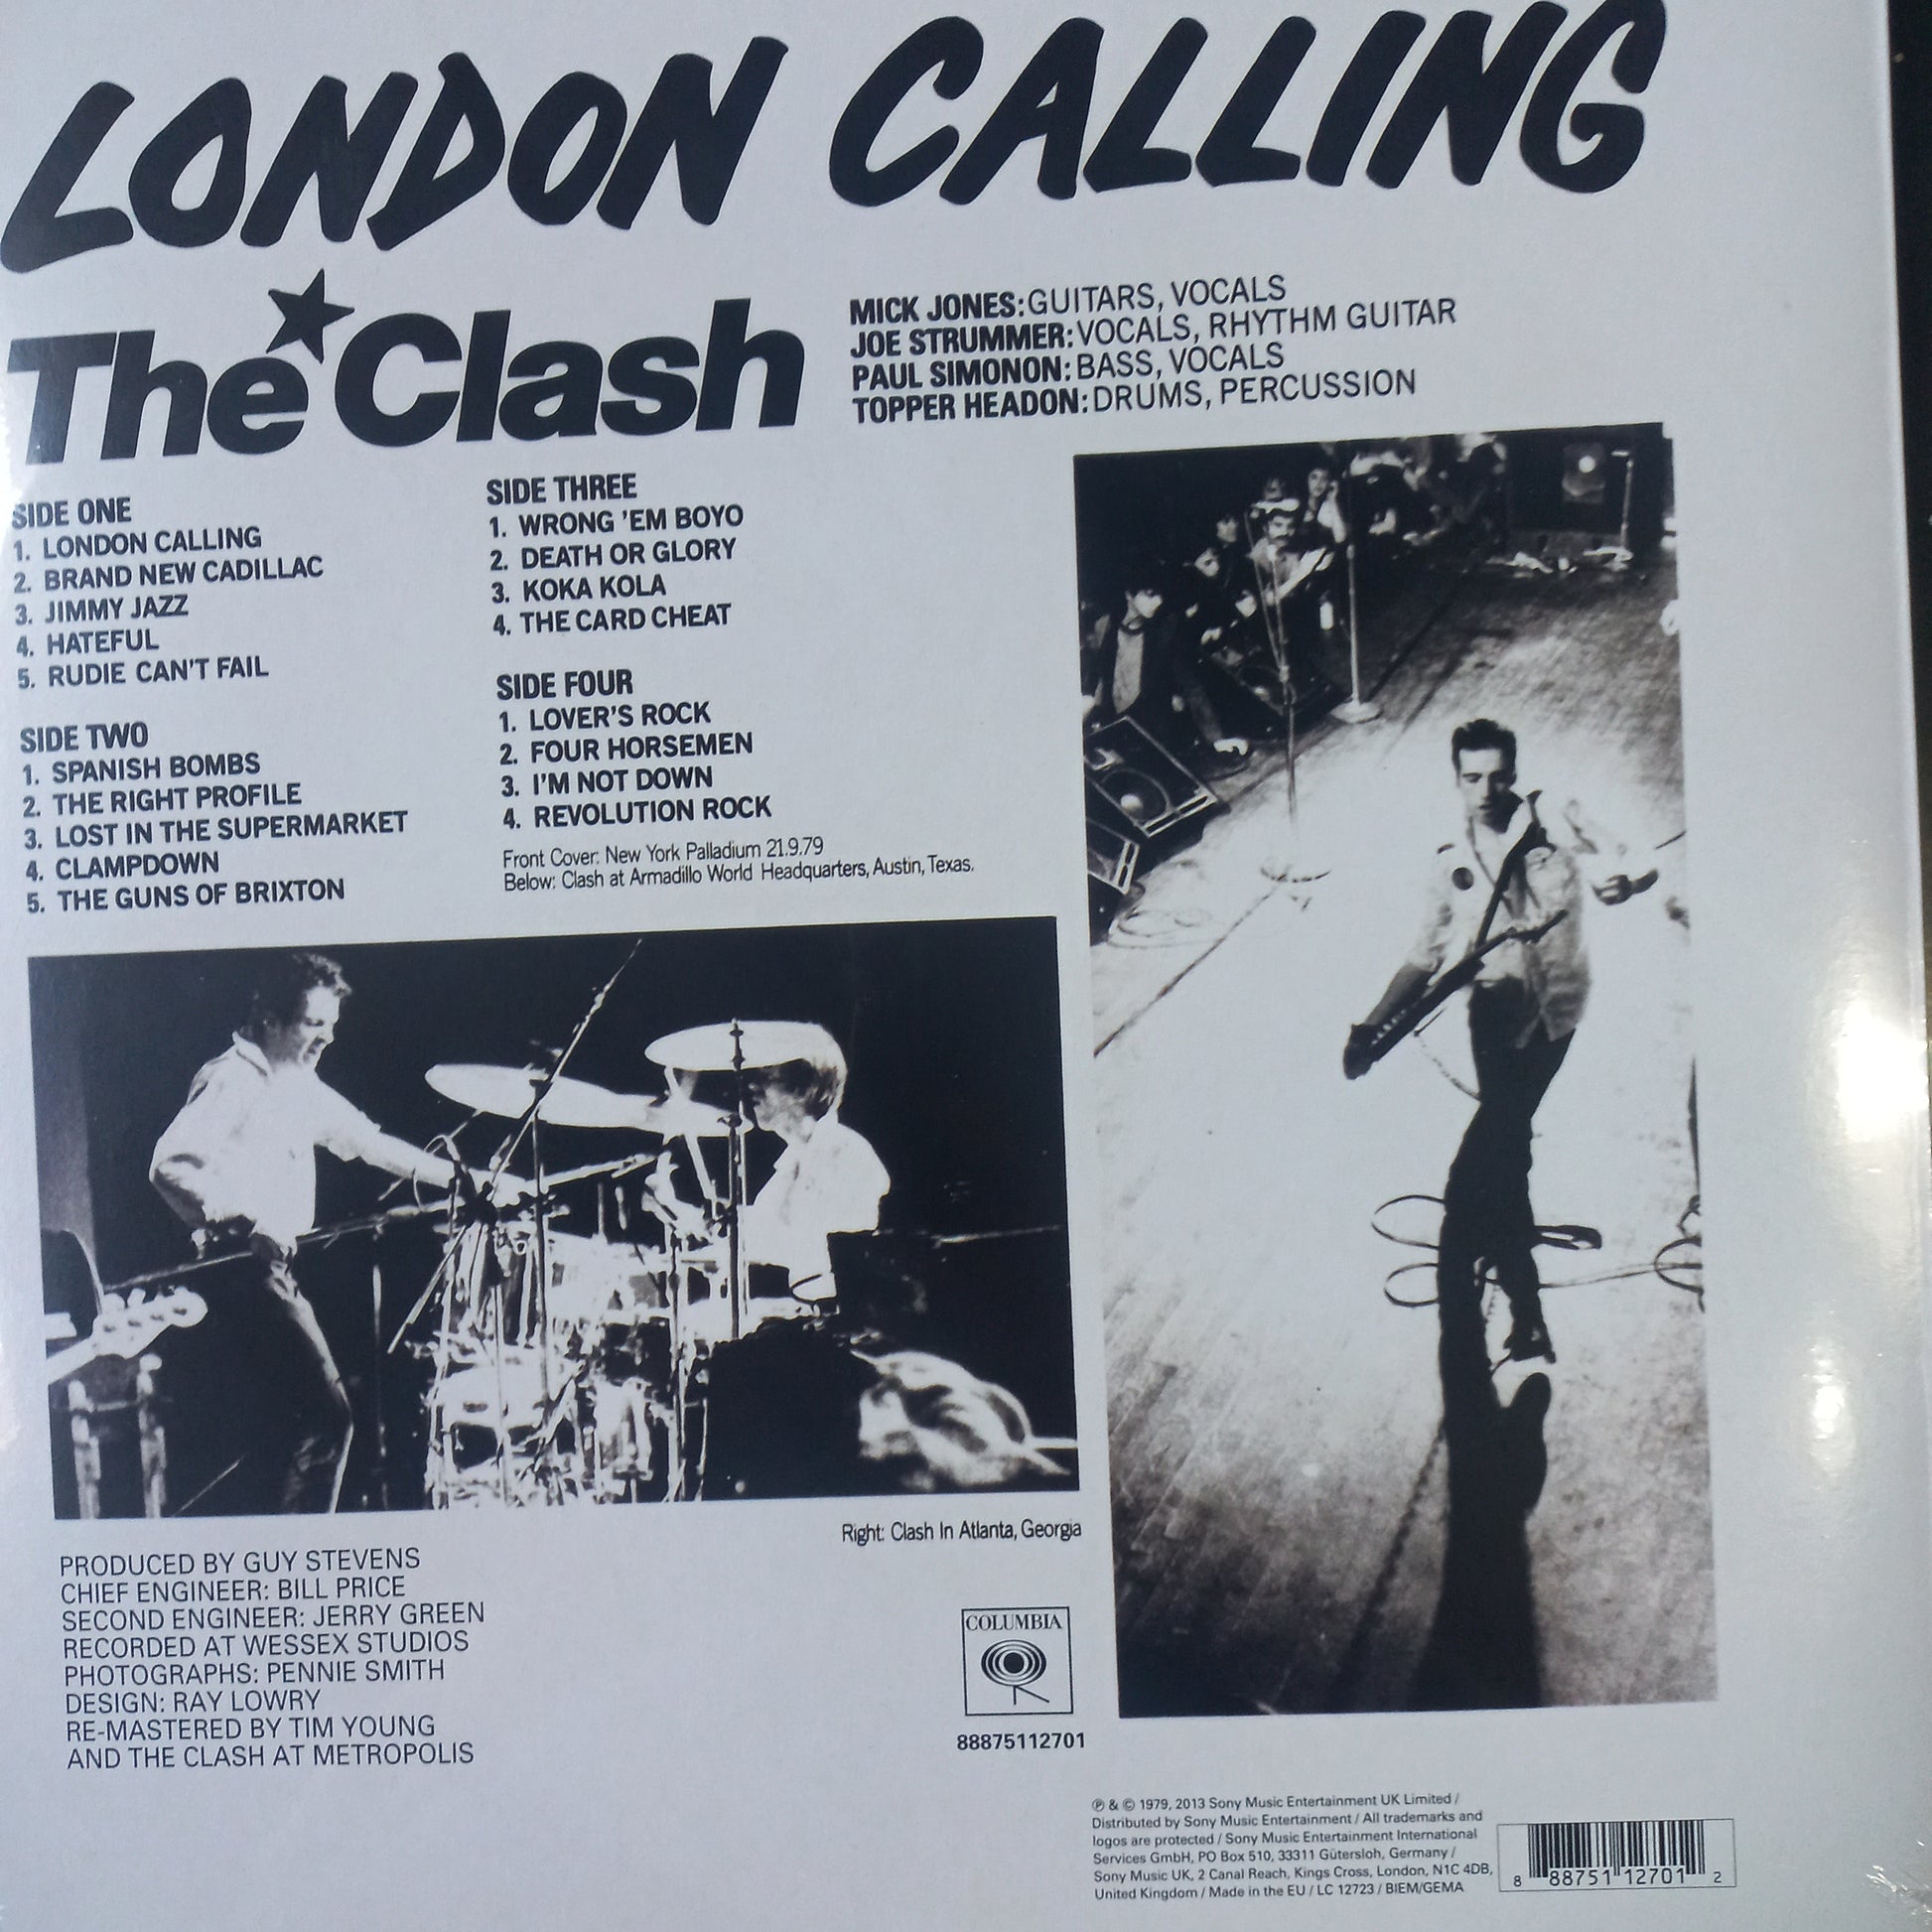 LONDON CALLING
The Clash
MICK JONES: GUITARS, VOCALS
JOE STRUMMER: VOCALS, RHYTHM GUITAR
PAUL SIMONON: BASS, VOCALS
TOPPER HEADON: DRUMS, PERCUSSION
SIDE ONE
1. LONDON CALLING
2. BRAND NEW CADILLAC
3. JIMMY JAZZ
4. HATEFUL
5. RUDIE CAN'T FAIL
SIDE TWO
1. SPANISH BOMBS
2. THE RIGHT PROFILE
3. LOST IN THE SUPERMARKET
4. CLAMPDOWN
5. THE GUNS OF BRIXTON
SIDE THREE
1. WRONG 'EM BOYO
2. DEATH OR GLORY
3. KOKA KOLA
4. THE CARD CHEAT
SIDE FOUR
1. LOVER'S ROCK
2. FOUR HORSEMEN
3. I'M NOT DOWN
4. REVOLUTION ROCK
Front Cover: New York Palladium 21.9.79
Below: Clash at Armadillo World Headquarters, Austin, Texas.
Right: Clash In Atlanta, Georgia
PRODUCED BY GUY STEVENS
CHIEF ENGINEER: BILL PRICE
SECOND ENGINEER: JERRY GREEN
RECORDED AT WESSEX STUDIOS
PHOTOGRAPHS: PENNIE SMITH
DESIGN: RAY LOWRY
RE-MASTERED BY TIM YOUNG
AND THE CLASH AT METROPOLIS
COLUMBIA
88875112701
℗ & © 1979, 2013 Sony Music Entertainment UK Limited /
Distributed by Sony Music Entertainment / All trademarks and
logos are protected / Sony Music Entertainment International
Services GmbH, PO Box 510, 33311 Gütersloh, Germany /
Sony Music UK, 2 Canal Reach, Kings Cross, London, N1C 4DB,
United Kingdom / Made in the EU / LC 12723 / BIEM/GEMA
8 88751 12701 2